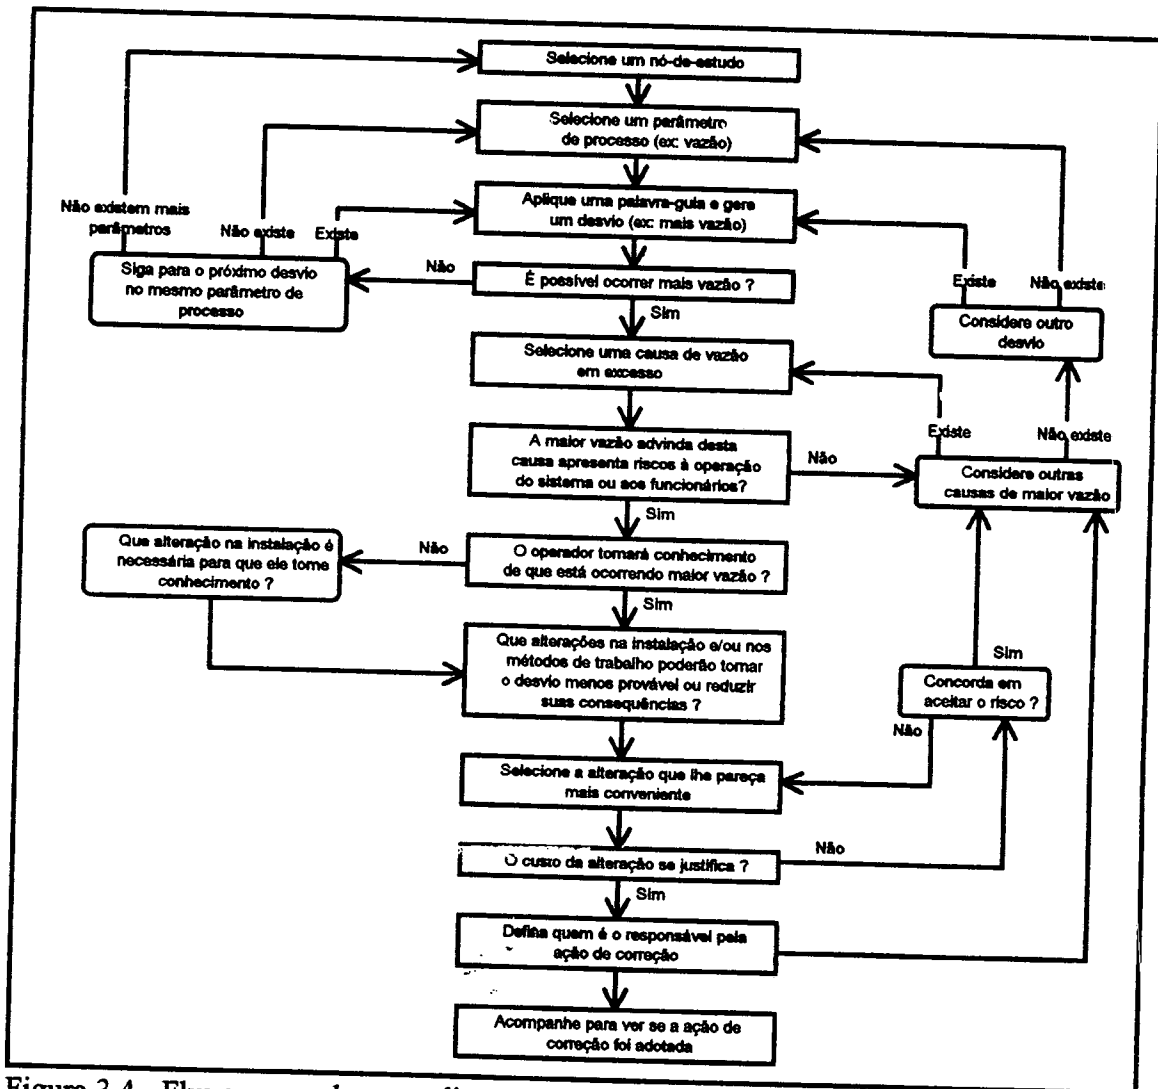 Selecione um nó-de-estudo
Selecione um parâmetro
de processo (ex: vazão)
Aplique uma palavra-guia e gere
um desvio (ex: mais vazão)
Não existem mais
parâmetros
Não existe
Existe
Siga para o próximo desvio
no mesmo parâmetro de
processo
Não
É possível ocorrer mais vazão ?
Sim
Existe
Não existe
Considere outro
desvio
Selecione uma causa de vazão
em excesso
A maior vazão advinda desta
causa apresenta riscos à operação
do sistema ou aos funcionários?
Não
Existe
Não existe
Considere outras
causas de maior vazão
Sim
Que alteração na instalação é
necessária para que ele tome
conhecimento ?
Não
O operador tomará conhecimento
de que está ocorrendo maior vazão ?
Sim
Que alterações na instalação e/ou nos
métodos de trabalho poderão tornar
o desvio menos provável ou reduzir
suas consequências ?
Sim
Concorda em
aceitar o risco ?
Não
Selecione a alteração que lhe pareça
mais conveniente
O custo da alteração se justifica ?
Não
Sim
Defina quem é o responsável pela
ação de correção
Acompanhe para ver se a ação de
correção foi adotada